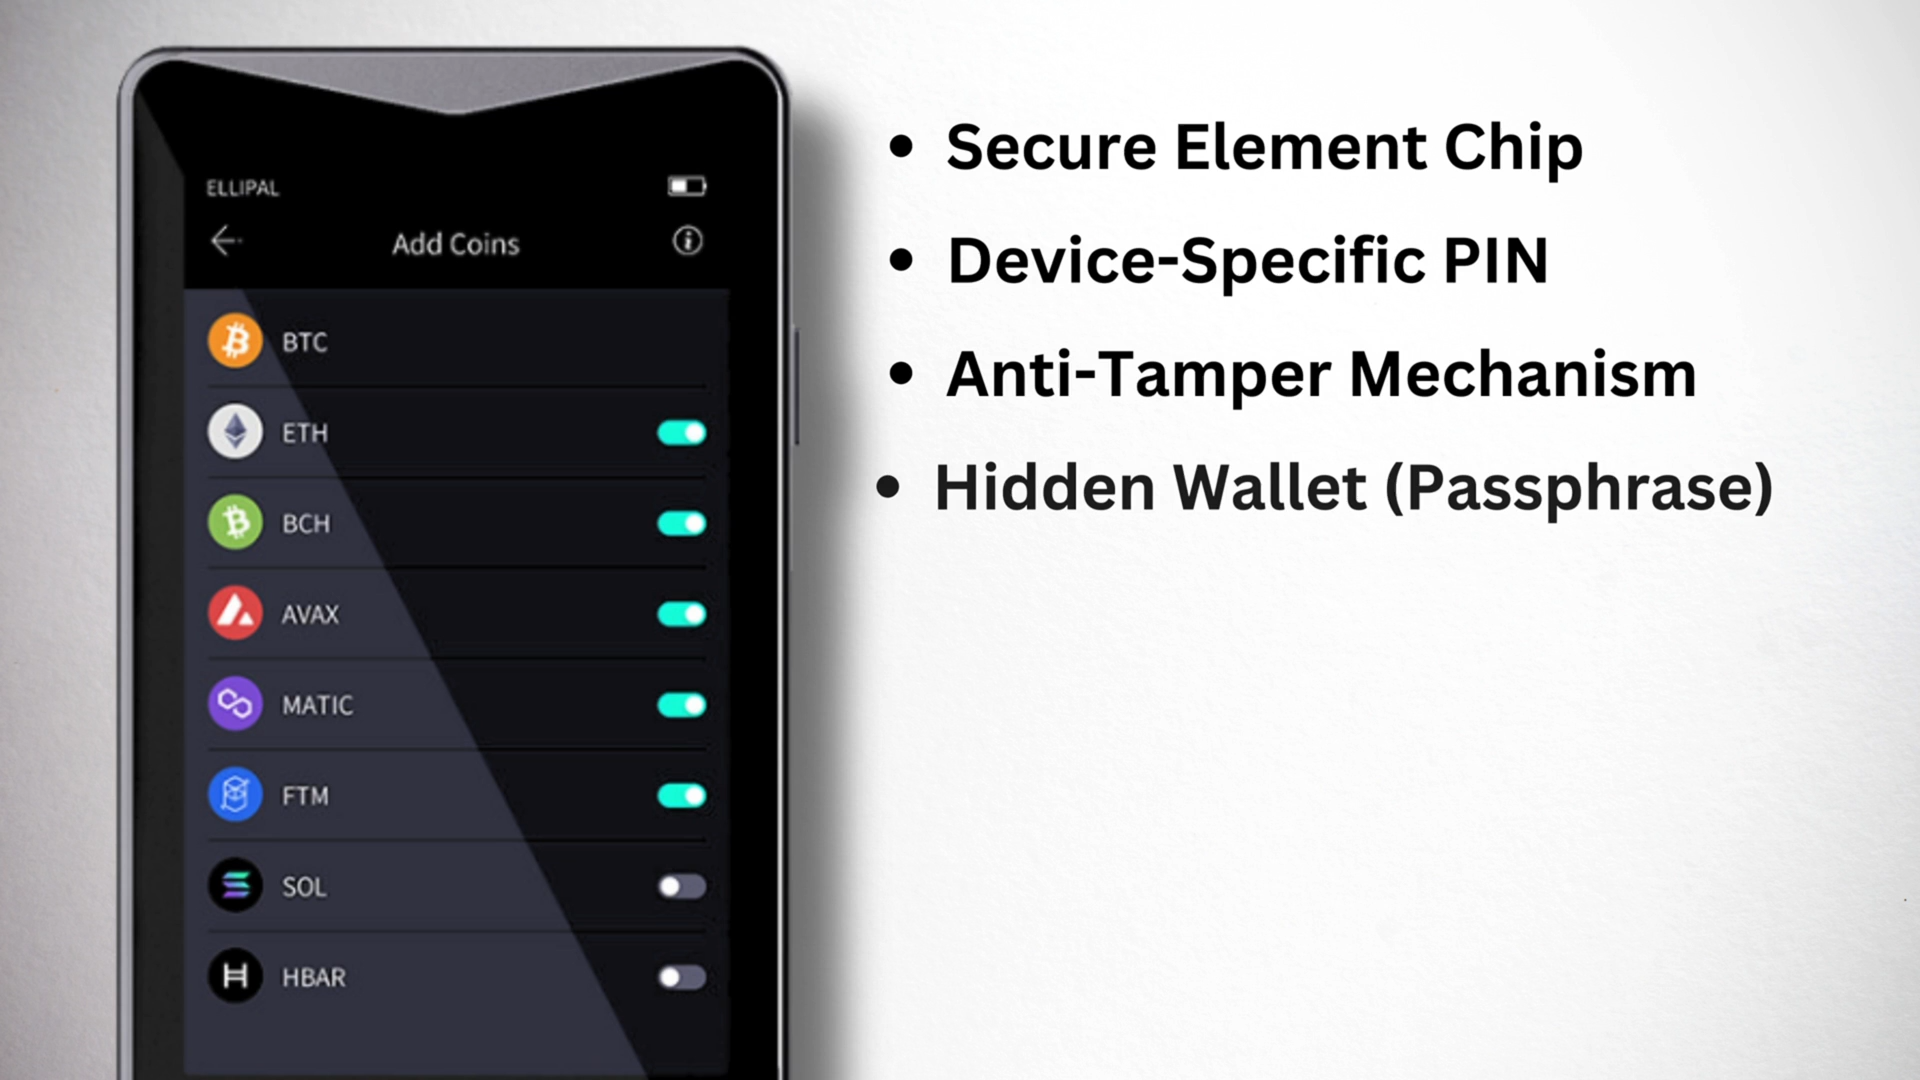 ELLIPAL
Add Coins
BTC
ETH
BCH
AVAX
MATIC
FTM
SOL
HBAR
• Secure Element Chip
• Device-Specific PIN
• Anti-Tamper Mechanism
• Hidden Wallet (Passphrase)